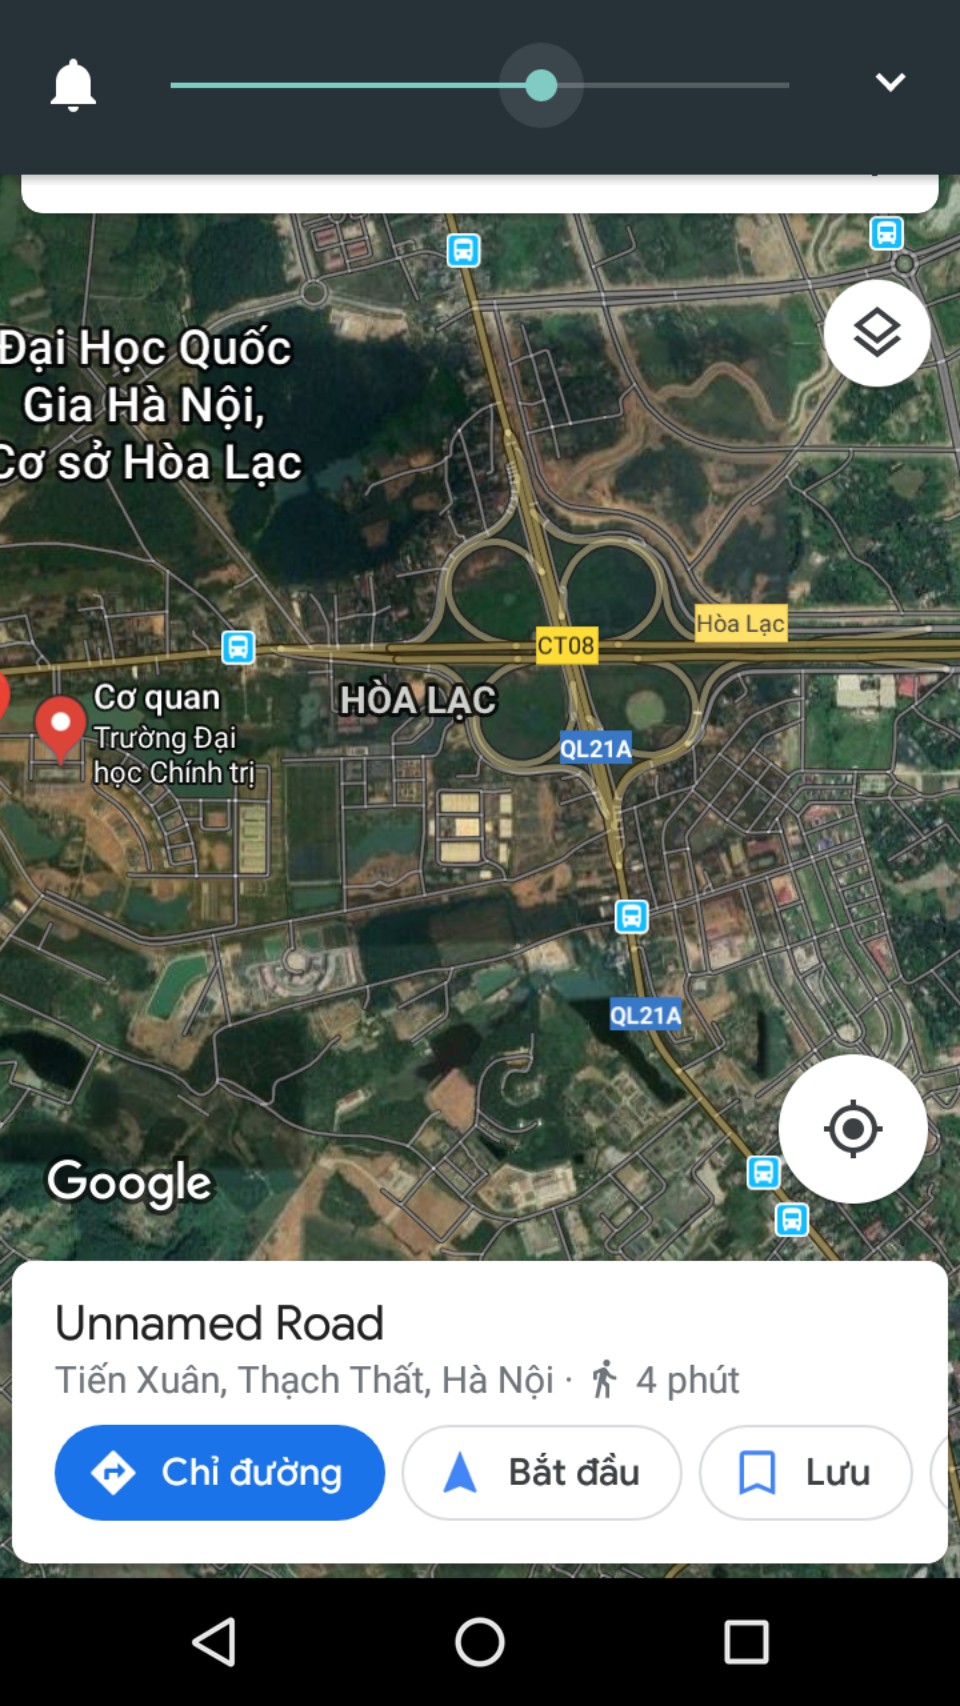 Đại Học Quốc
Gia Hà Nội,
Cơ sở Hòa Lạc
Hòa Lạc
CT08
Cơ quan
Trường Đại
học Chính trị
HÒA LẠC
QL21A
QL21A
Google
Unnamed Road
Tiến Xuân, Thạch Thất, Hà Nội · 4 phút
Chỉ đường
Bắt đầu
Lưu